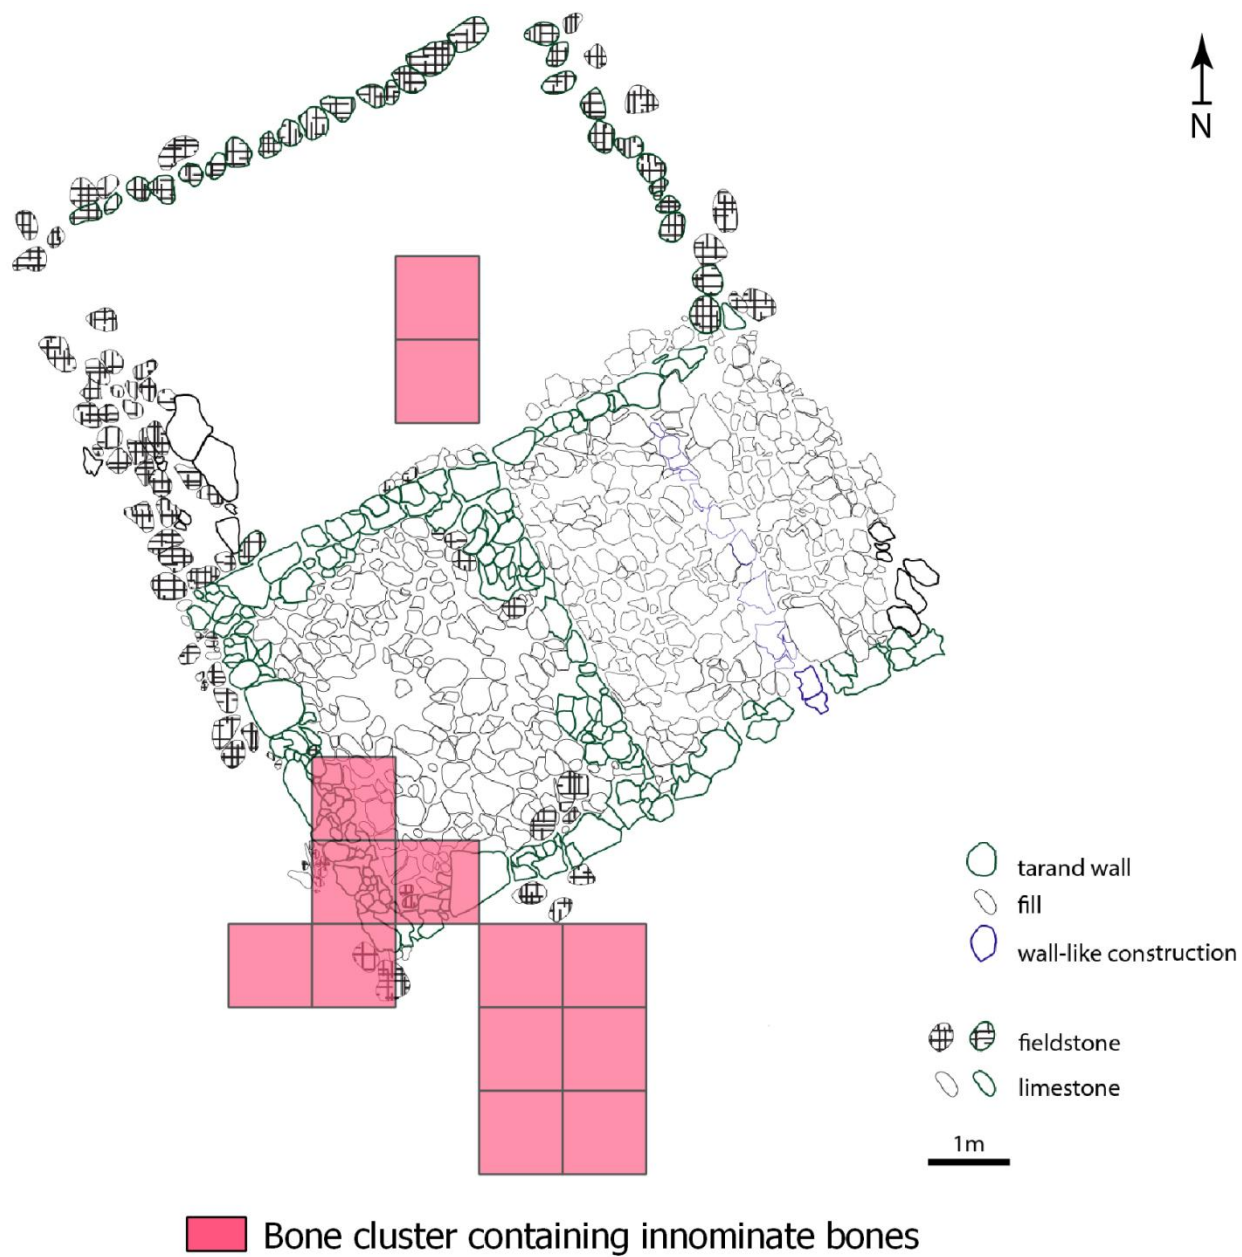 N
tarand wall
fill
wall-like construction
fieldstone
limestone
1m
Bone cluster containing innominate bones